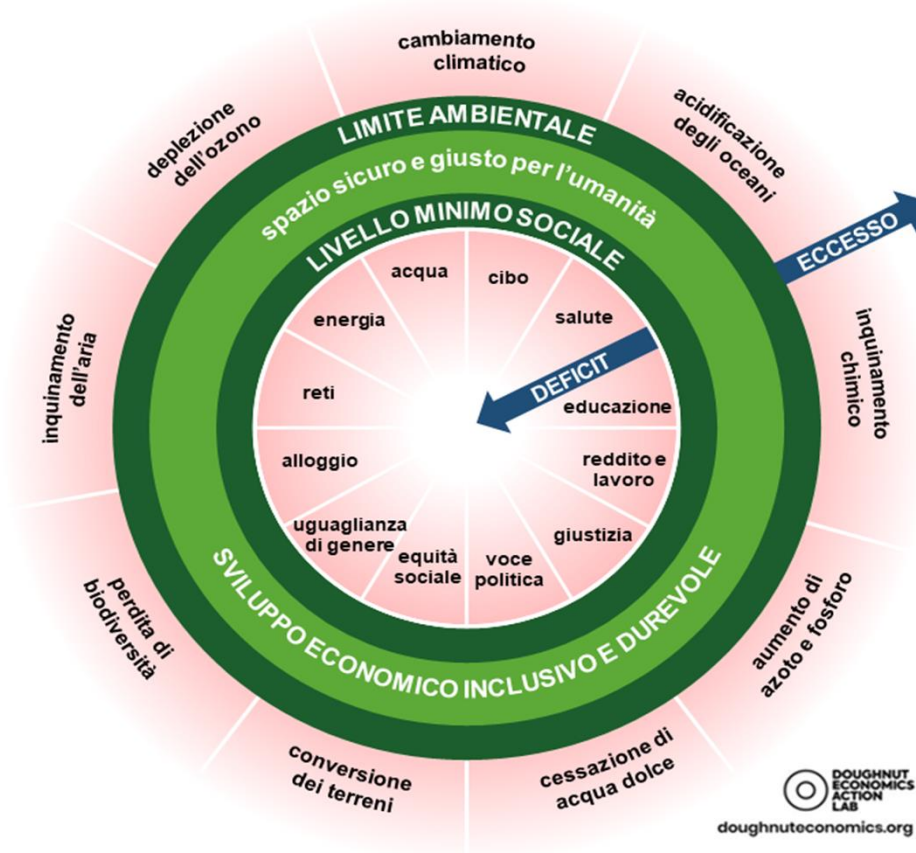 cambiamento
climatico
acidificazione
degli oceani
deplezione
dell'ozono
LIMITE AMBIENTALE
spazio sicuro e giusto per l'umanità
LIVELLO MINIMO SOCIALE
ECCESSO
acqua
cibo
energia
salute
DEFICIT
inquinamento
dell'aria
inquinamento
chimico
reti
educazione
alloggio
reddito e
lavoro
uguaglianza
di genere
equità
sociale
voce
politica
giustizia
SVILUPPO ECONOMICO INCLUSIVO E DUREVOLE
perdita di
biodiversità
aumento di
azoto e fosforo
conversione
dei terreni
cessazione di
acqua dolce
DOUGHNUT
ECONOMICS
ACTION
LAB
doughnuteconomics.org